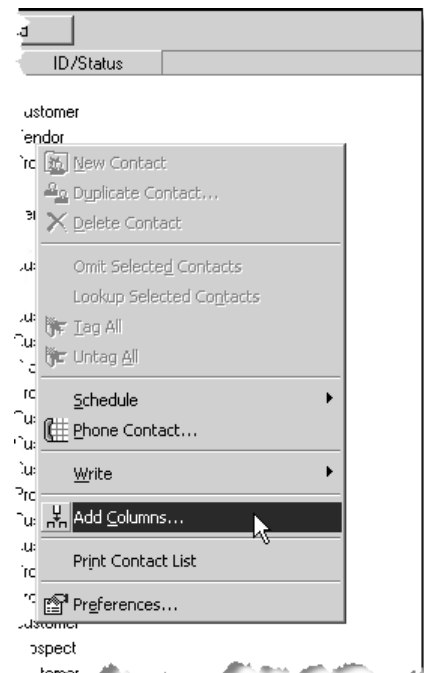 ID/Status
ustomer
endor
New Contact
Duplicate Contact...
Delete Contact
Omit Selected Contacts
Lookup Selected Contacts
Tag All
Untag All
Schedule
Phone Contact...
Write
Add Columns...
Print Contact List
Preferences...
ospect